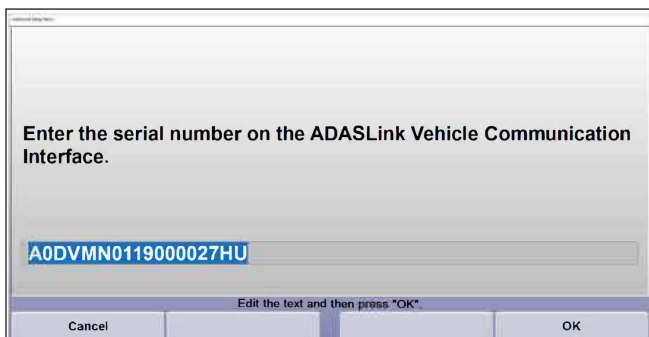 Enter the serial number on the ADASLink Vehicle Communication
Interface.
A0DVMN0119000027HU
Edit the text and then press "OK".
Cancel
OK